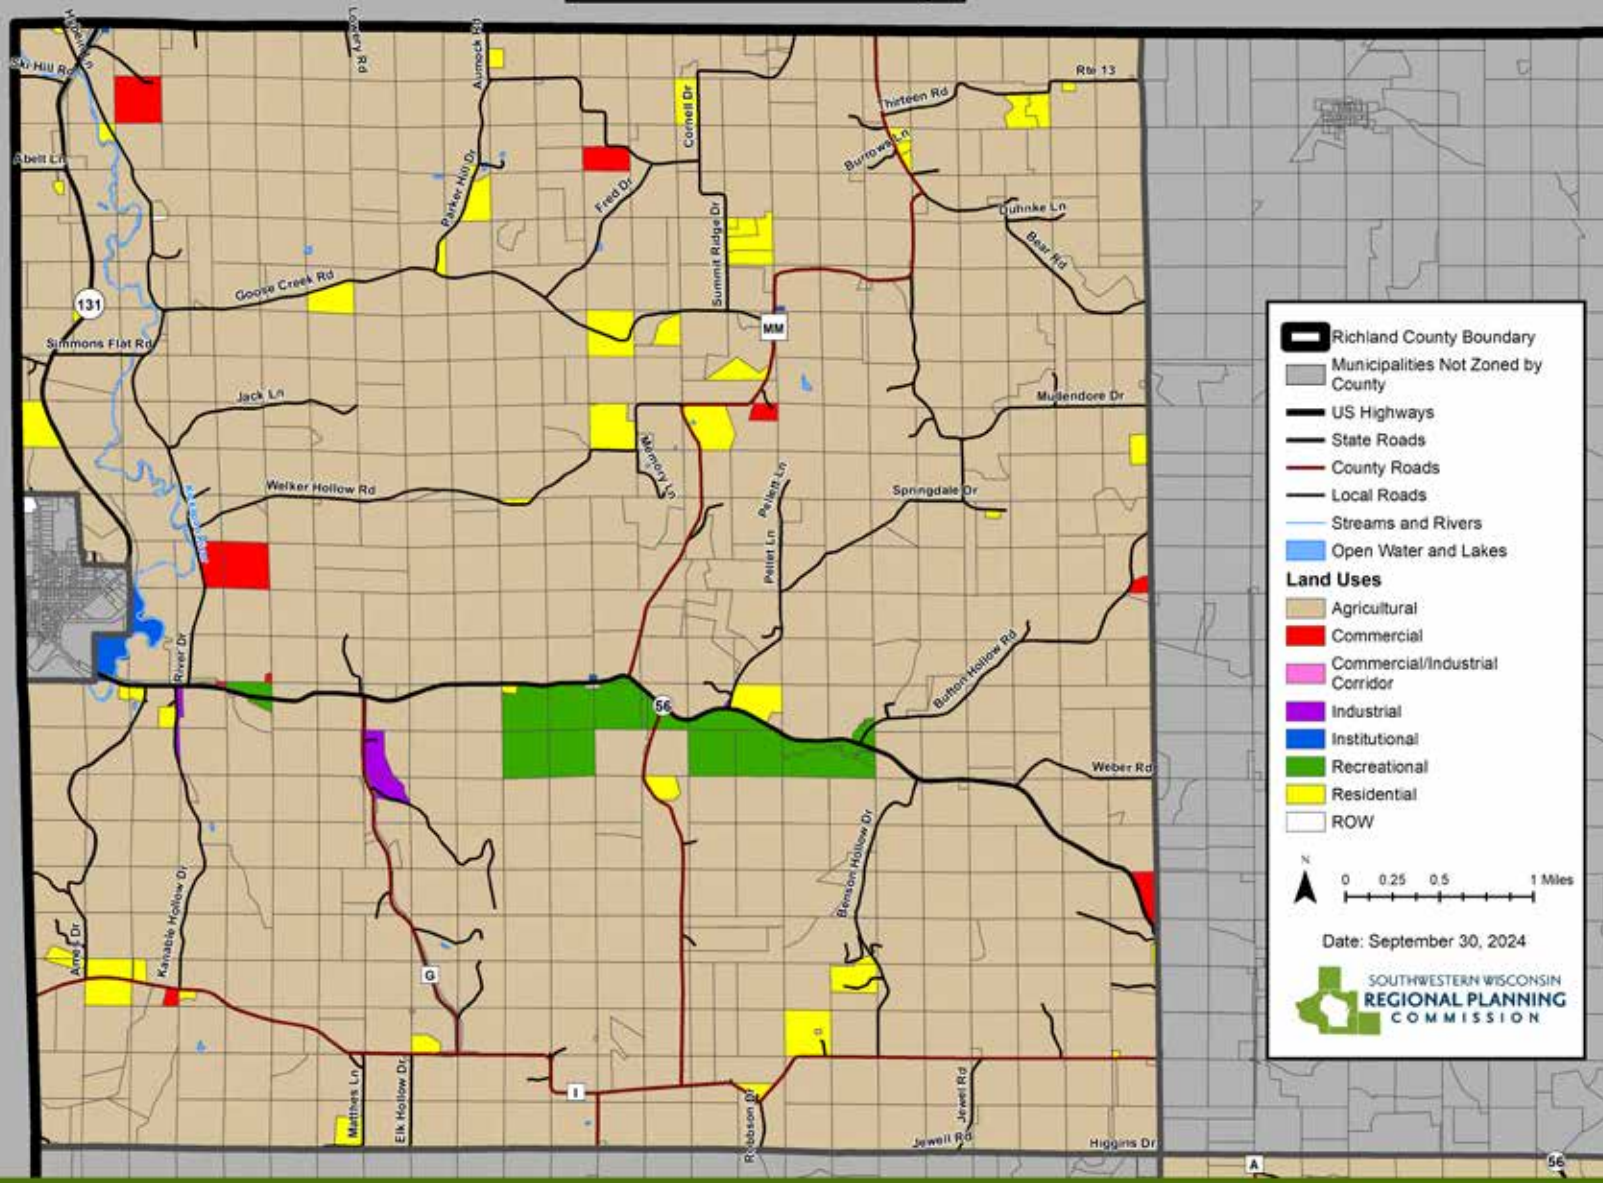 Lowery Rd
Aumock Rd
Ski Hill Rd
Cornell Dr
Rte 13
Thirteen Rd
Burrows Ln
Abell Ln
Parker Hill Dr
Fred Dr
Duhnke Ln
Bear Rd
Summit Ridge Dr
Goose Creek Rd
131
MM
Simmons Flat Rd
Jack Ln
Mullendore Dr
Memory Ln
Welker Hollow Rd
Pellett Ln
Springdale Dr
Pellet Ln
River Dr
Bufton Hollow Rd
56
Weber Rd
Benson Hollow Dr
Kanable Hollow Dr
Ames Dr
G
Matthes Ln
Elk Hollow Dr
I
Robbson Dr
Jewel Rd
Jewell Rd
Higgins Dr
A
56
Richland County Boundary
Municipalities Not Zoned by
County
US Highways
State Roads
County Roads
Local Roads
Streams and Rivers
Open Water and Lakes
Land Uses
Agricultural
Commercial
Commercial/Industrial
Corridor
Industrial
Institutional
Recreational
Residential
ROW
N
0 0.25 0.5 1 Miles
Date: September 30, 2024
SOUTHWESTERN WISCONSIN
REGIONAL PLANNING
COMMISSION